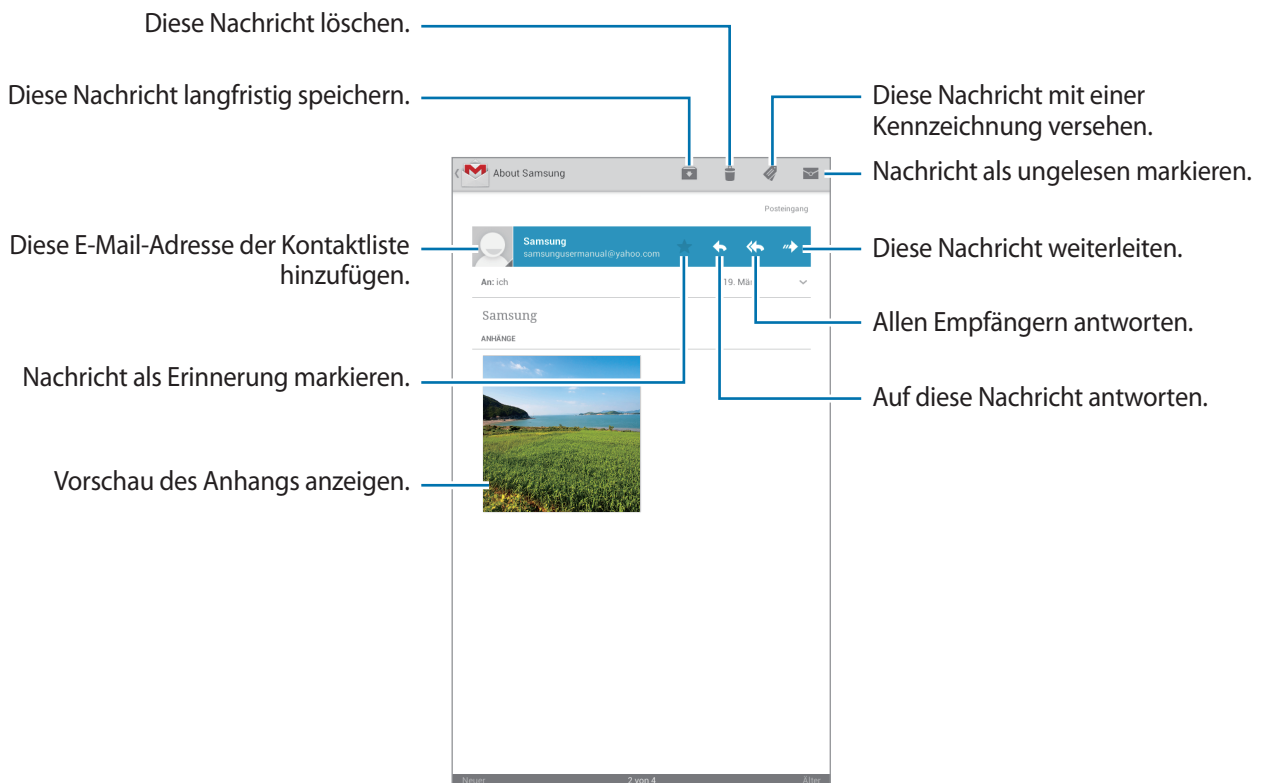 Diese Nachricht löschen.
Diese Nachricht langfristig speichern.
Diese Nachricht mit einer
Kennzeichnung versehen.
About Samsung
Nachricht als ungelesen markieren.
Posteingang
Diese E-Mail-Adresse der Kontaktliste
hinzufügen.
Samsung
samsungusermanual@yahoo.com
Diese Nachricht weiterleiten.
An: ich
19. Mä
Samsung
Allen Empfängern antworten.
ANHÄNGE
Nachricht als Erinnerung markieren.
Auf diese Nachricht antworten.
Vorschau des Anhangs anzeigen.
Neuer
2 von 4
Älter